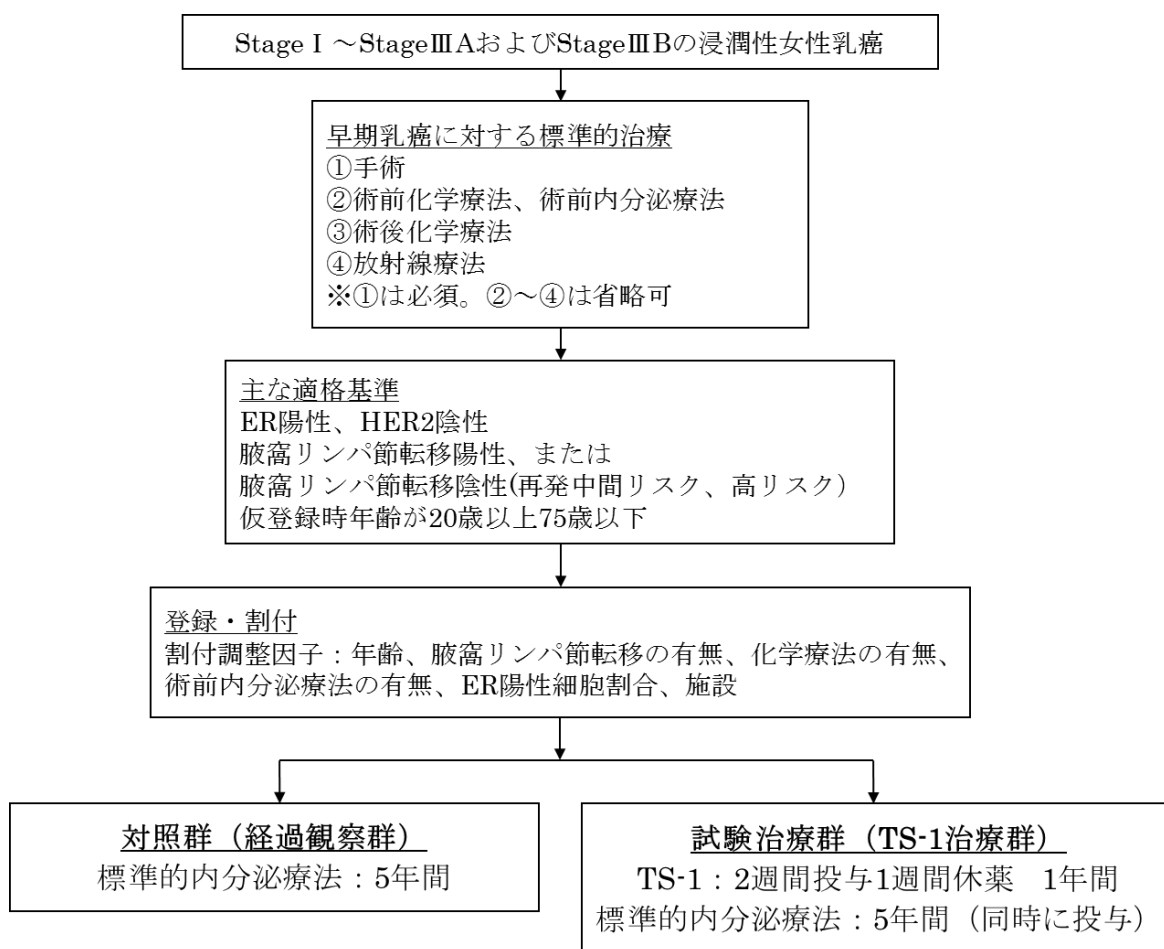 StageⅠ～StageⅢAおよびStageⅢBの浸潤性女性乳癌
早期乳癌に対する標準的治療
①手術
②術前化学療法、術前内分泌療法
③術後化学療法
④放射線療法
※①は必須。②～④は省略可
主な適格基準
ER陽性、HER2陰性
腋窩リンパ節転移陽性、または
腋窩リンパ節転移陰性(再発中間リスク、高リスク）
仮登録時年齢が20歳以上75歳以下
登録・割付
割付調整因子：年齢、腋窩リンパ節転移の有無、化学療法の有無、
術前内分泌療法の有無、ER陽性細胞割合、施設
対照群（経過観察群）
標準的内分泌療法：5年間
試験治療群（TS-1治療群）
TS-1：2週間投与1週間休薬　1年間
標準的内分泌療法：5年間（同時に投与）